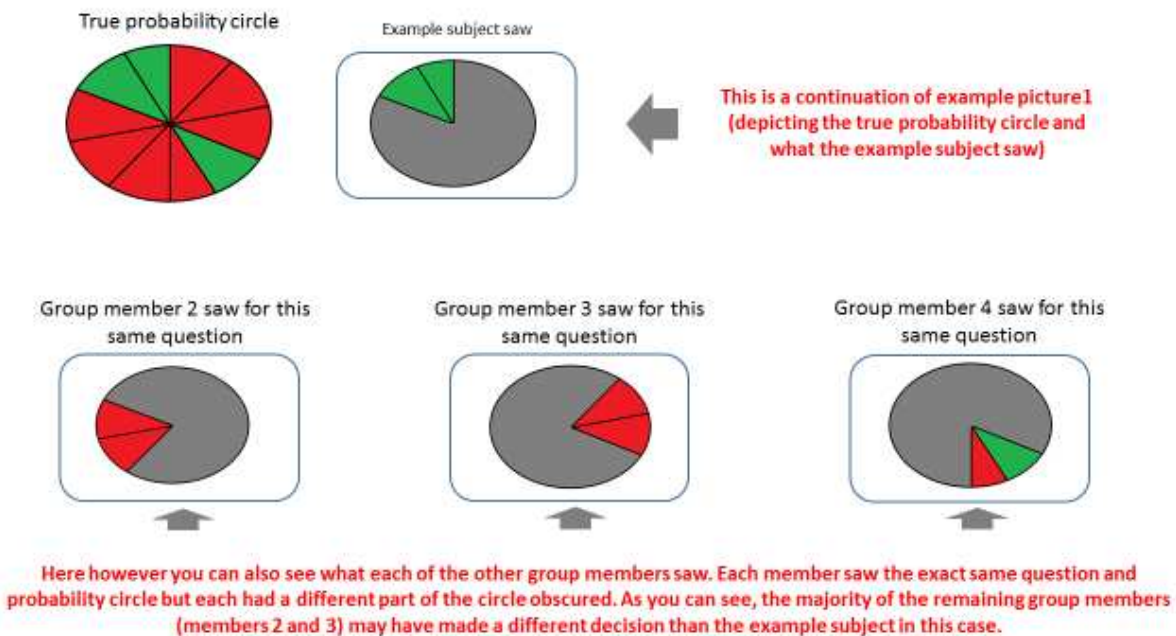 True probability circle
Example subject saw
This is a continuation of example picture1
(depicting the true probability circle and
what the example subject saw)
Group member 2 saw for this
same question
Group member 3 saw for this
same question
Group member 4 saw for this
same question
Here however you can also see what each of the other group members saw. Each member saw the exact same question and
probability circle but each had a different part of the circle obscured. As you can see, the majority of the remaining group members
(members 2 and 3) may have made a different decision than the example subject in this case.